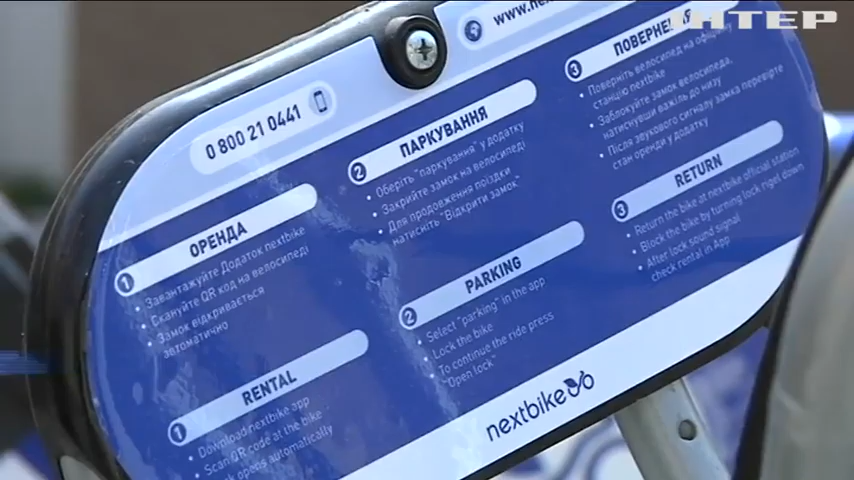 ІНТЕР
0 800 21 0441
1 ОРЕНДА
Завантажуйте Додаток nextbike
Скануйте QR код на велосипеді
Замок відкривається
автоматично
1 RENTAL
Download nextbike app
Scan QR code at the bike
opens automatically
2 ПАРКУВАННЯ
Оберіть "паркування" у додатку
Закрийте замок на велосипеді
Для продовження поїздки
натисніть "Відкрити замок"
2 PARKING
Select "parking" in the app
Lock the bike
To continue the ride press
"Open lock"
3 ПОВЕРНЕ
Поверніть велосипед на
станцію nextbike
Заблокуйте замок велосипеда,
натиснувши важіль до низу
Після звукового сигналу замка перевірте
стан оренди у додатку
3 RETURN
Return the bike at nextbike official station
Block the bike by turning lock rigel down
After lock sound signal
check rental in App
nextbike